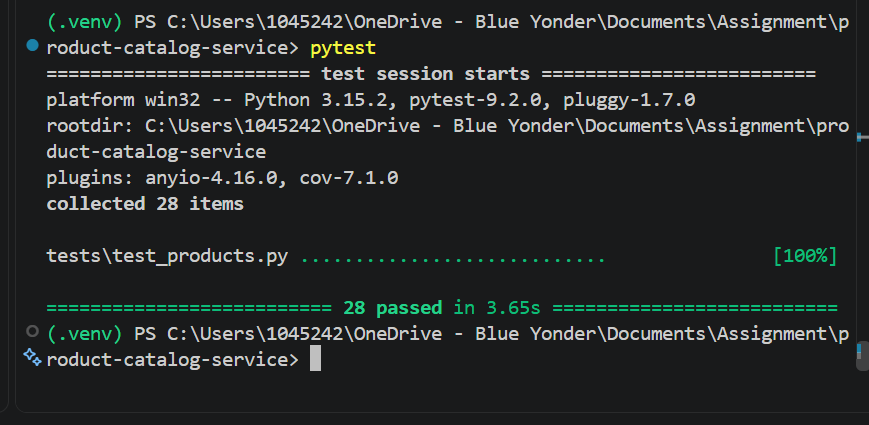 (.venv) PS C:\Users\1045242\OneDrive - Blue Yonder\Documents\Assignment\p
roduct-catalog-service> pytest
======================== test session starts =========================
platform win32 -- Python 3.15.2, pytest-9.2.0, pluggy-1.7.0
rootdir: C:\Users\1045242\OneDrive - Blue Yonder\Documents\Assignment\pro
duct-catalog-service
plugins: anyio-4.16.0, cov-7.1.0
collected 28 items
tests\test_products.py ............................ [100%]
========================== 28 passed in 3.65s ==========================
(.venv) PS C:\Users\1045242\OneDrive - Blue Yonder\Documents\Assignment\p
roduct-catalog-service>